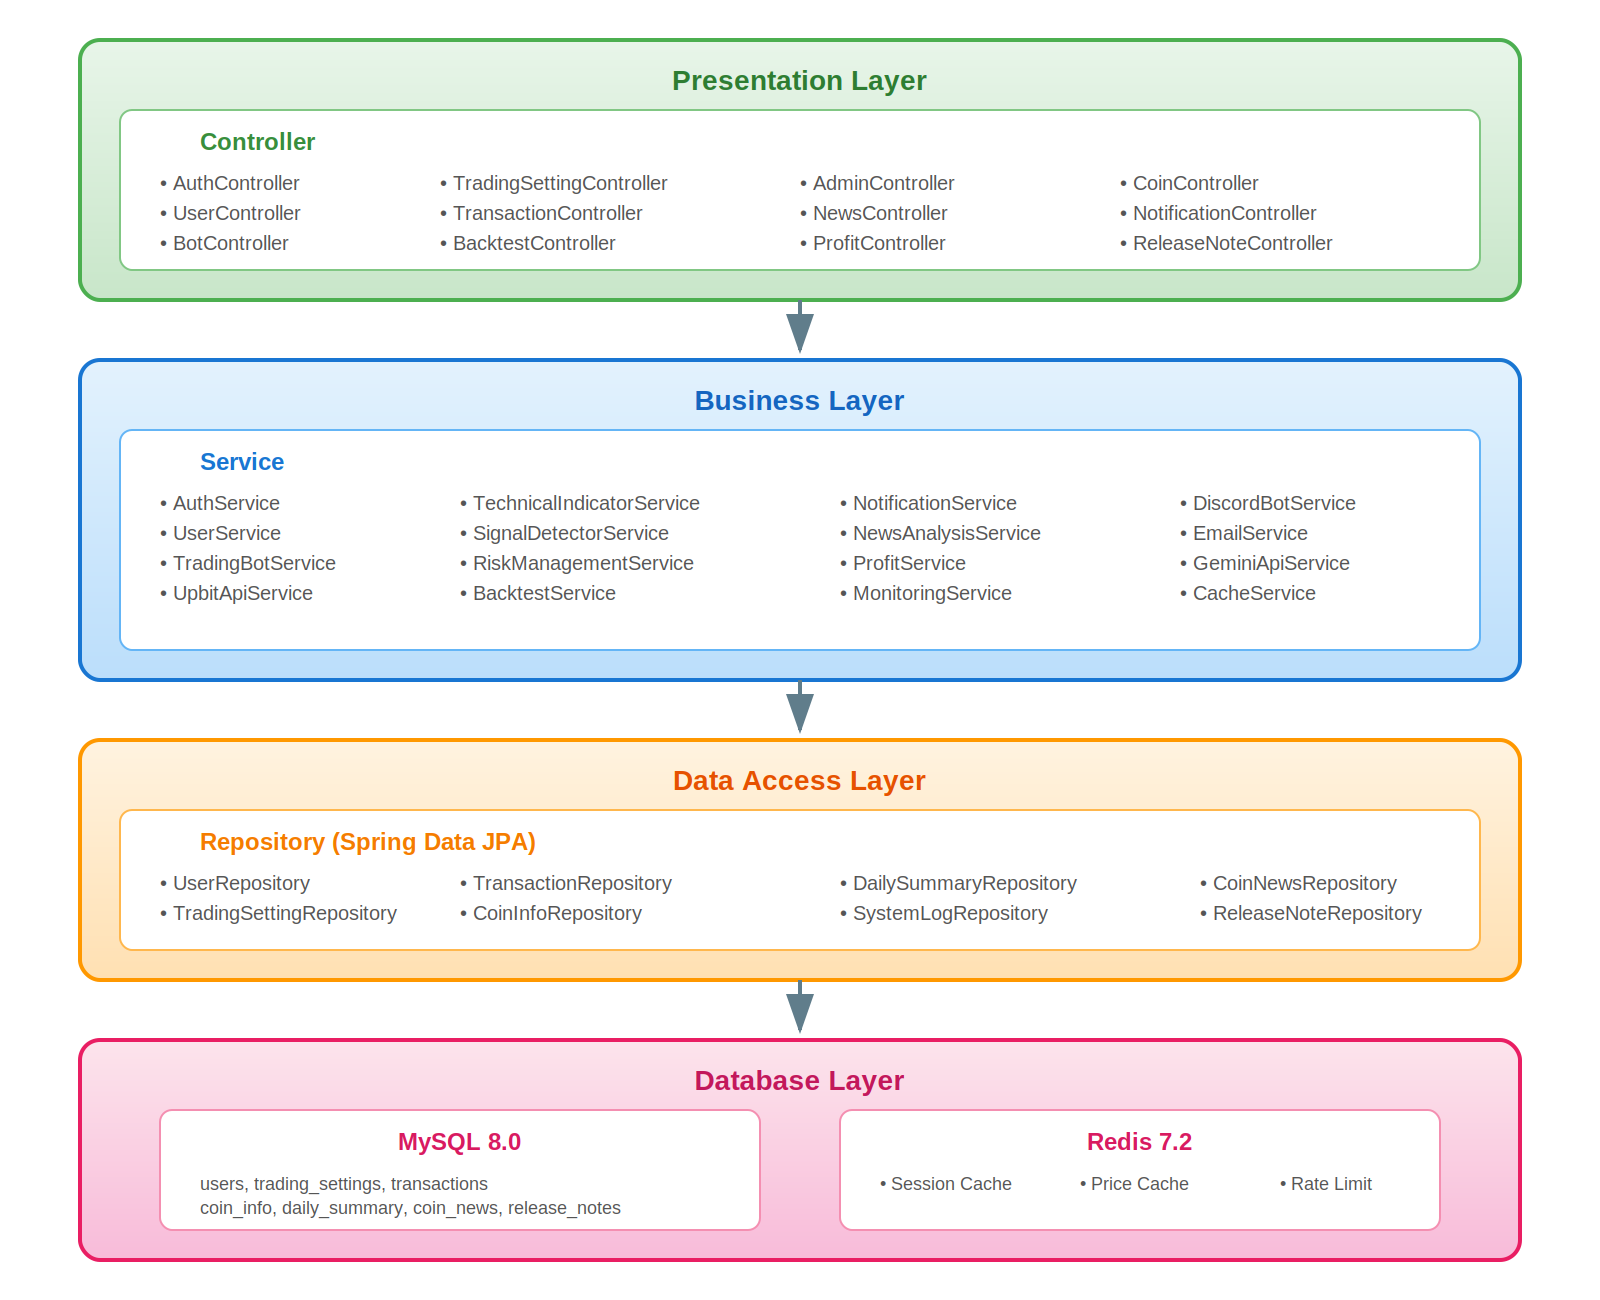 Presentation Layer
Controller
• AuthController • TradingSettingController • AdminController • CoinController
• UserController • TransactionController • NewsController • NotificationController
• BotController • BacktestController • ProfitController • ReleaseNoteController
Business Layer
Service
• AuthService • TechnicalIndicatorService • NotificationService • DiscordBotService
• UserService • SignalDetectorService • NewsAnalysisService • EmailService
• TradingBotService • RiskManagementService • ProfitService • GeminiApiService
• UpbitApiService • BacktestService • MonitoringService • CacheService
Data Access Layer
Repository (Spring Data JPA)
• UserRepository • TransactionRepository • DailySummaryRepository • CoinNewsRepository
• TradingSettingRepository • CoinInfoRepository • SystemLogRepository • ReleaseNoteRepository
Database Layer
MySQL 8.0
users, trading_settings, transactions
coin_info, daily_summary, coin_news, release_notes
Redis 7.2
• Session Cache • Price Cache • Rate Limit